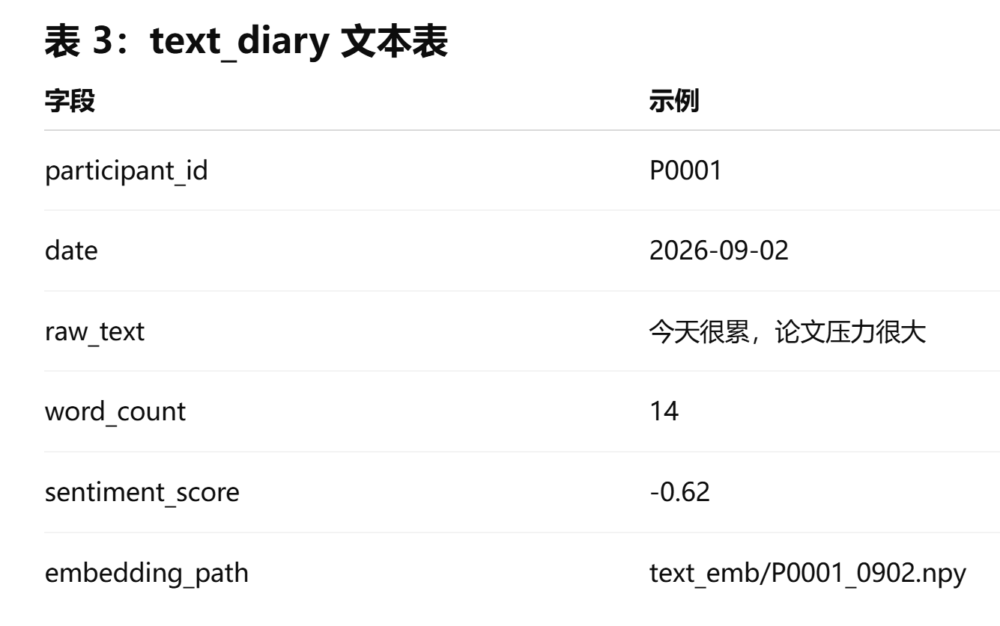 表 3：text_diary 文本表
字段 示例
participant_id P0001
date 2026-09-02
raw_text 今天很累，论文压力很大
word_count 14
sentiment_score -0.62
embedding_path text_emb/P0001_0902.npy